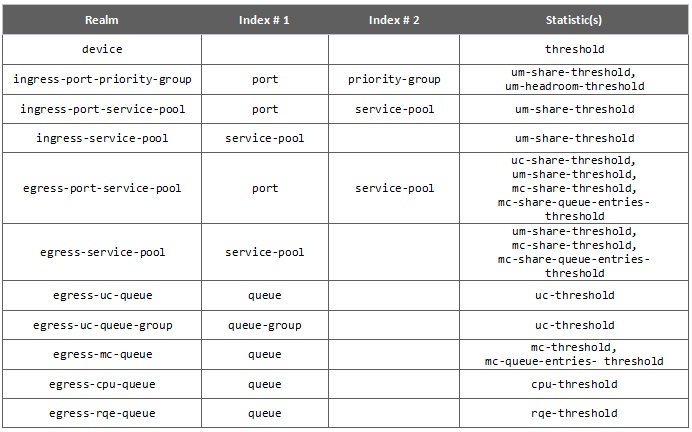 Realm Index # 1 Index # 2 Statistic(s)
device threshold
ingress-port-priority-group port priority-group um-share-threshold,
um-headroom-threshold
ingress-port-service-pool port service-pool um-share-threshold
ingress-service-pool service-pool um-share-threshold
egress-port-service-pool port service-pool uc-share-threshold,
um-share-threshold,
mc-share-threshold,
mc-share-queue-entries-
threshold
egress-service-pool service-pool um-share-threshold,
mc-share-threshold,
mc-share-queue-entries-
threshold
egress-uc-queue queue uc-threshold
egress-uc-queue-group queue-group uc-threshold
egress-mc-queue queue mc-threshold,
mc-queue-entries- threshold
egress-cpu-queue queue cpu-threshold
egress-rqe-queue queue rqe-threshold